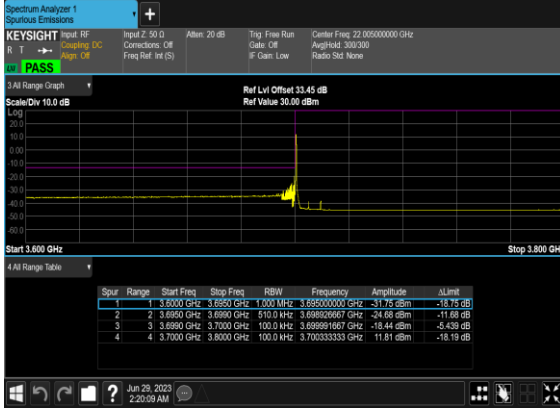 Spectrum Analyzer 1
Spurious Emissions
+
KEYSIGHT Input: RF Input Z: 50 Ω Atten: 20 dB Trig: Free Run Center Freq: 22.005000000 GHz
R T Coupling: DC Corrections: Off Gate: Off Avg|Hold: 300/300
Align: Off Freq Ref: Int (S) IF Gain: Low Radio Std: None
PASS
3 All Range Graph
Ref Lvl Offset 33.45 dB
Scale/Div 10.0 dB Ref Value 30.00 dBm
Log
20.0
10.0
0.00
-10.0
-20.0
-30.0
-40.0
-50.0
-60.0
Start 3.600 GHz Stop 3.800 GH
4 All Range Table
Spur Range Start Freq Stop Freq RBW Frequency Amplitude ΔLimit
1 1 3.6000 GHz 3.6950 GHz 1.000 MHz 3.695000000 GHz -31.75 dBm -18.75 dB
2 2 3.6950 GHz 3.6990 GHz 510.0 kHz 3.698926667 GHz -24.68 dBm -11.68 dB
3 3 3.6990 GHz 3.7000 GHz 100.0 kHz 3.699991667 GHz -18.44 dBm -5.439 dB
4 4 3.7000 GHz 3.8000 GHz 100.0 kHz 3.700333333 GHz 11.81 dBm -18.19 dB
? Jun 29, 2023
2:20:09 AM